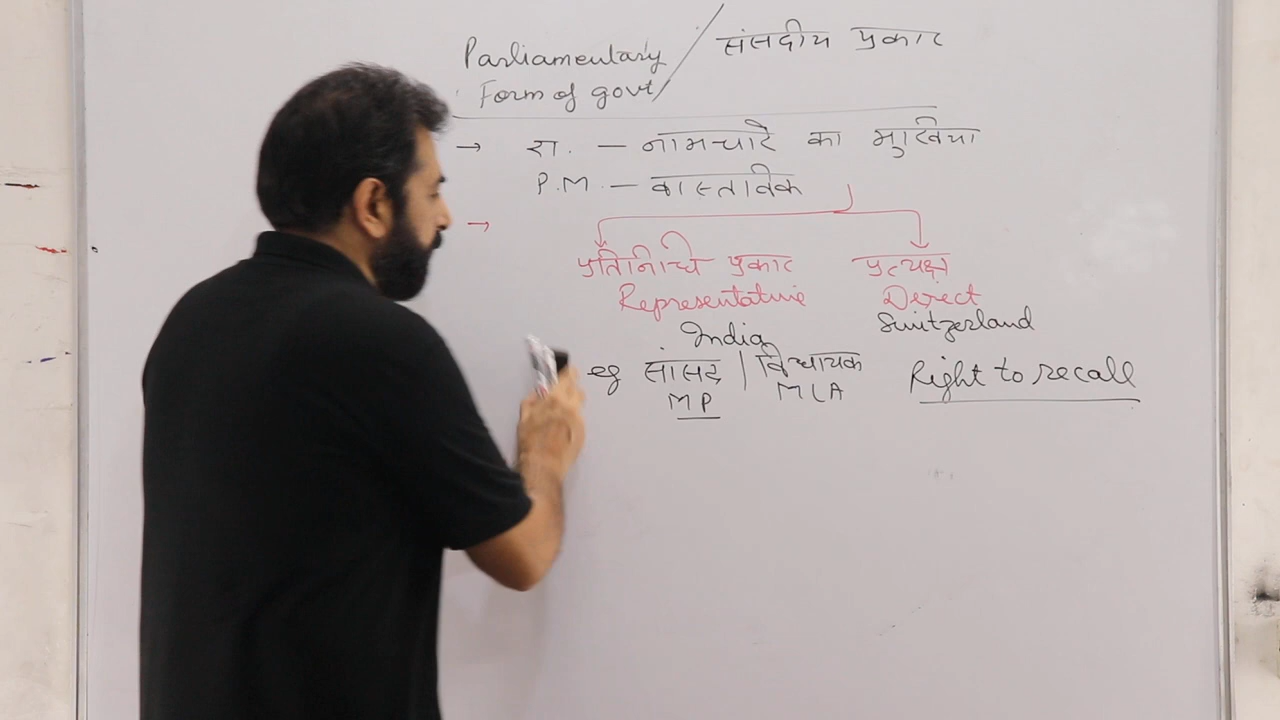 Parliamentary / संसदीय प्रकार
Form of govt
→ रा. — नामचारे का मुखिया
P.M. — वास्तविक
→
प्रतिनिधि प्रकार प्रत्यक्ष
Representative Derect
India Switzerland
eg सांसद | विधायक Right to recall
MP MLA